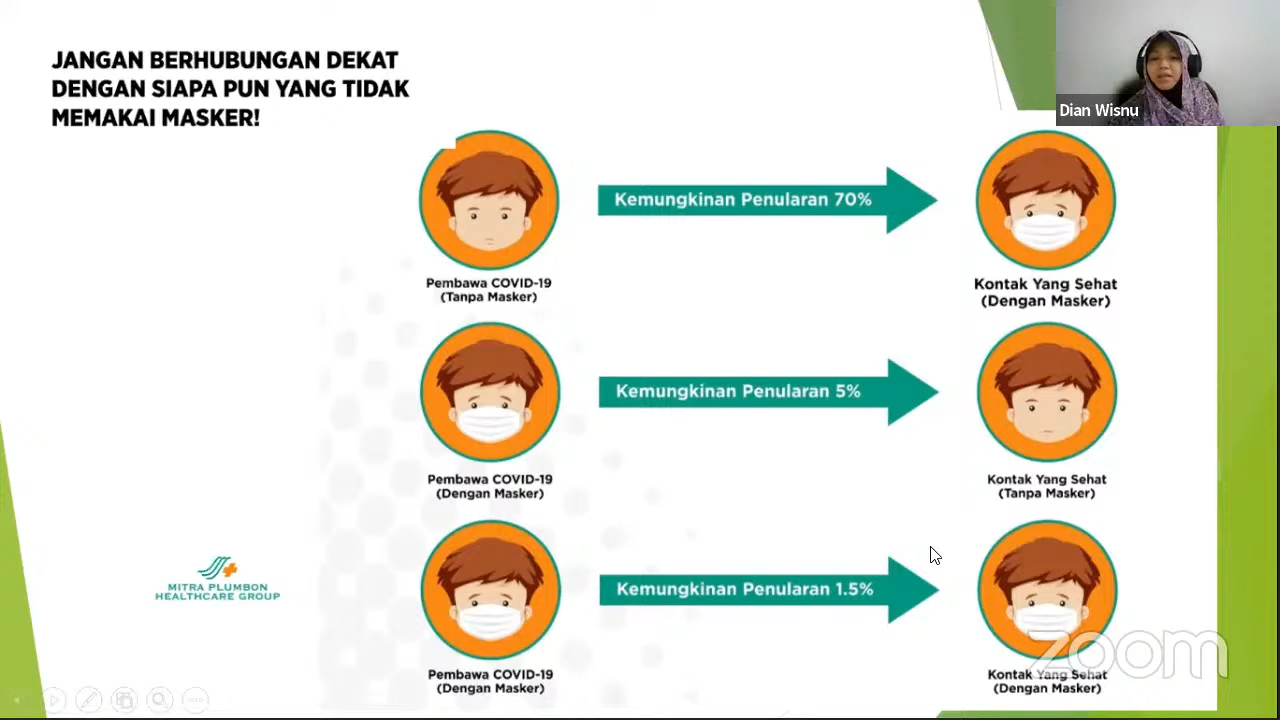 JANGAN BERHUBUNGAN DEKAT
DENGAN SIAPA PUN YANG TIDAK
MEMAKAI MASKER!
Dian Wisnu
Kemungkinan Penularan 70%
Pembawa COVID-19
(Tanpa Masker)
Kontak Yang Sehat
(Dengan Masker)
Kemungkinan Penularan 5%
Pembawa COVID-19
(Dengan Masker)
Kontak Yang Sehat
(Tanpa Masker)
MITRA PLUMBON
HEALTHCARE GROUP
Kemungkinan Penularan 1.5%
Pembawa COVID-19
(Dengan Masker)
Kontak Yang Sehat
(Dengan Masker)
zoom